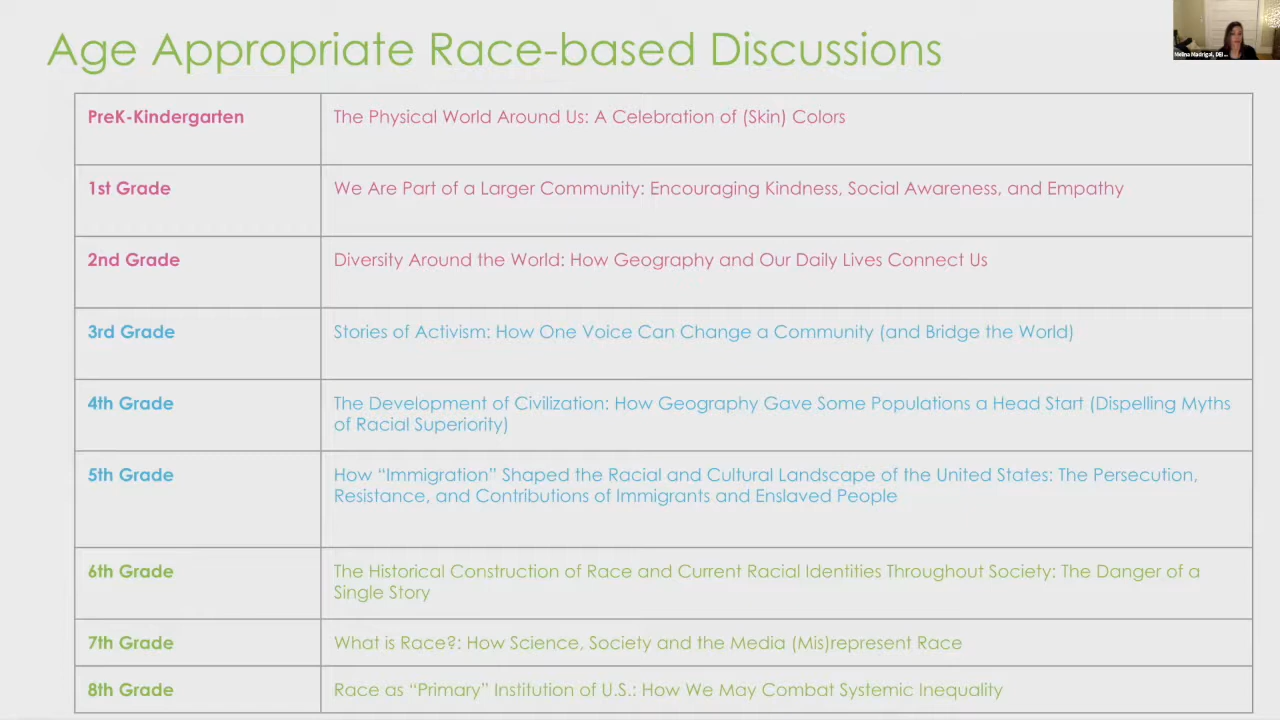 Age Appropriate Race-based Discussions
Melina Madrigal, DEI ...
PreK-Kindergarten
The Physical World Around Us: A Celebration of (Skin) Colors
1st Grade
We Are Part of a Larger Community: Encouraging Kindness, Social Awareness, and Empathy
2nd Grade
Diversity Around the World: How Geography and Our Daily Lives Connect Us
3rd Grade
Stories of Activism: How One Voice Can Change a Community (and Bridge the World)
4th Grade
The Development of Civilization: How Geography Gave Some Populations a Head Start (Dispelling Myths
of Racial Superiority)
5th Grade
How “Immigration” Shaped the Racial and Cultural Landscape of the United States: The Persecution,
Resistance, and Contributions of Immigrants and Enslaved People
6th Grade
The Historical Construction of Race and Current Racial Identities Throughout Society: The Danger of a
Single Story
7th Grade
What is Race?: How Science, Society and the Media (Mis)represent Race
8th Grade
Race as “Primary” Institution of U.S.: How We May Combat Systemic Inequality